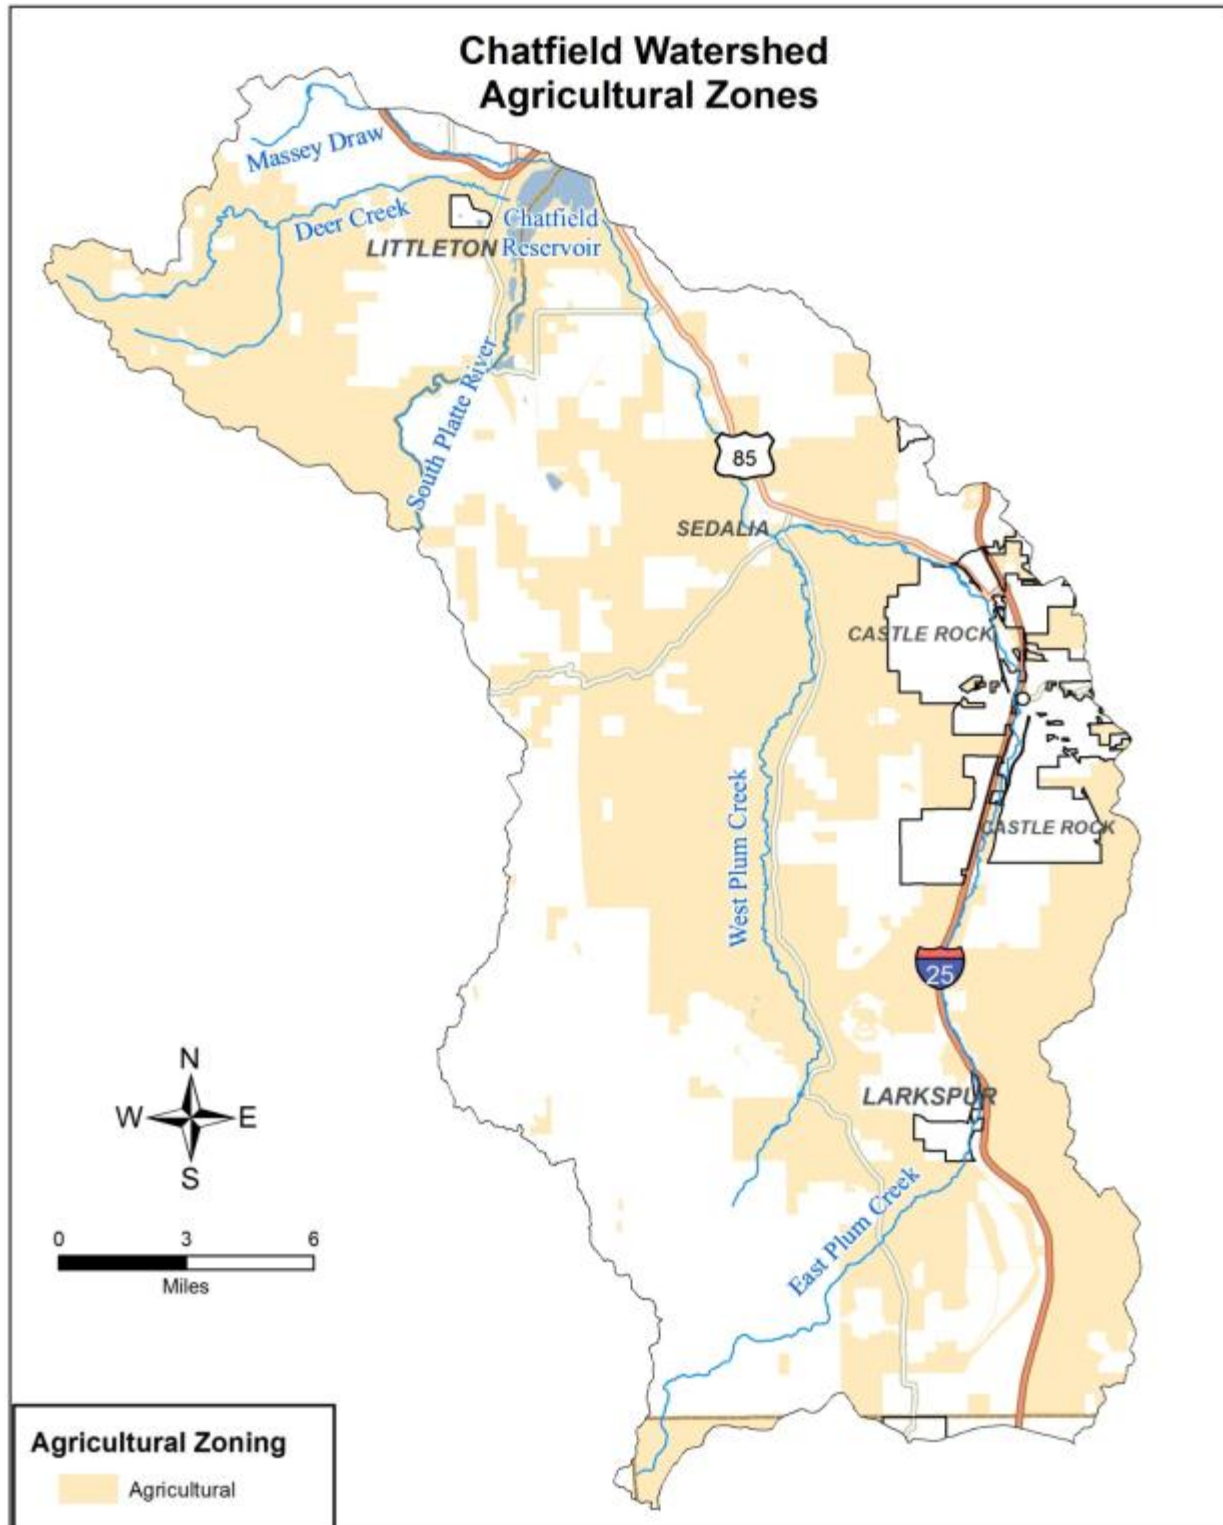 Chatfield Watershed
Agricultural Zones
Massey Draw
Deer Creek
Chatfield
Reservoir
LITTLETON
South Platte River
85
SEDALIA
CASTLE ROCK
West Plum Creek
CASTLE ROCK
25
N
W E
S
LARKSPUR
East Plum Creek
0 3 6
Miles
Agricultural Zoning
Agricultural